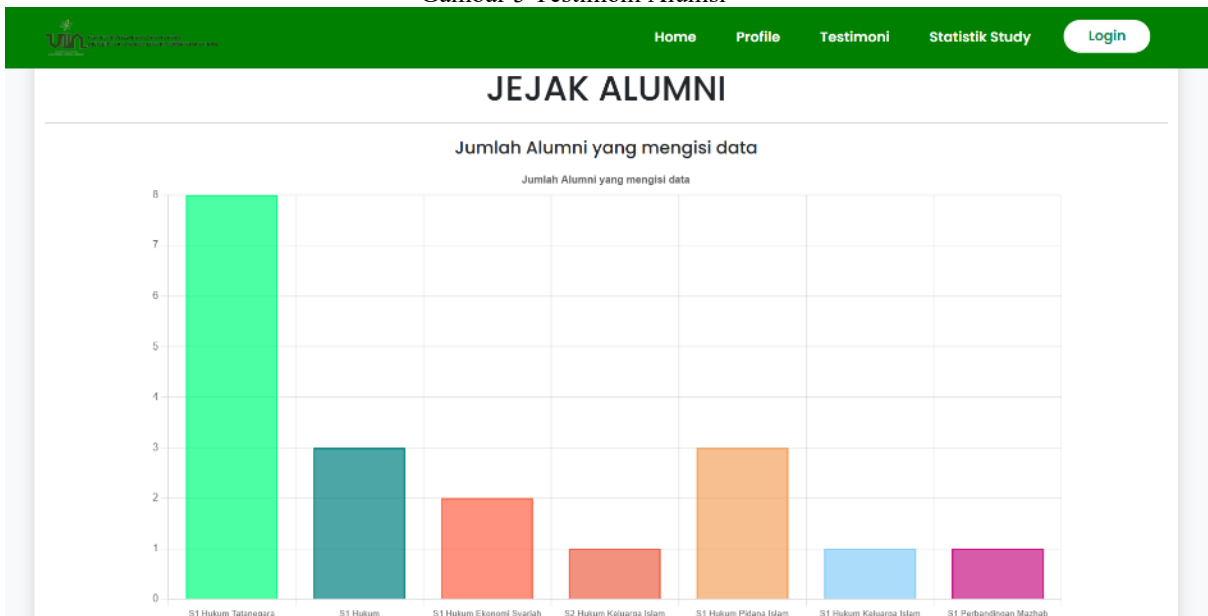 Gambar 5 Testimoni Alumsi
Home Profile Testimoni Statistik Study Login
JEJAK ALUMNI
Jumlah Alumni yang mengisi data
Jumlah Alumni yang mengisi data
8
7
6
5
4
3
2
1
0
S1 Hukum Tatanegara S1 Hukum S1 Hukum Ekonomi Syariah S2 Hukum Keluarga Islam S1 Hukum Pidana Islam S1 Hukum Keluarga Islam S1 Perbandingan Mazhab